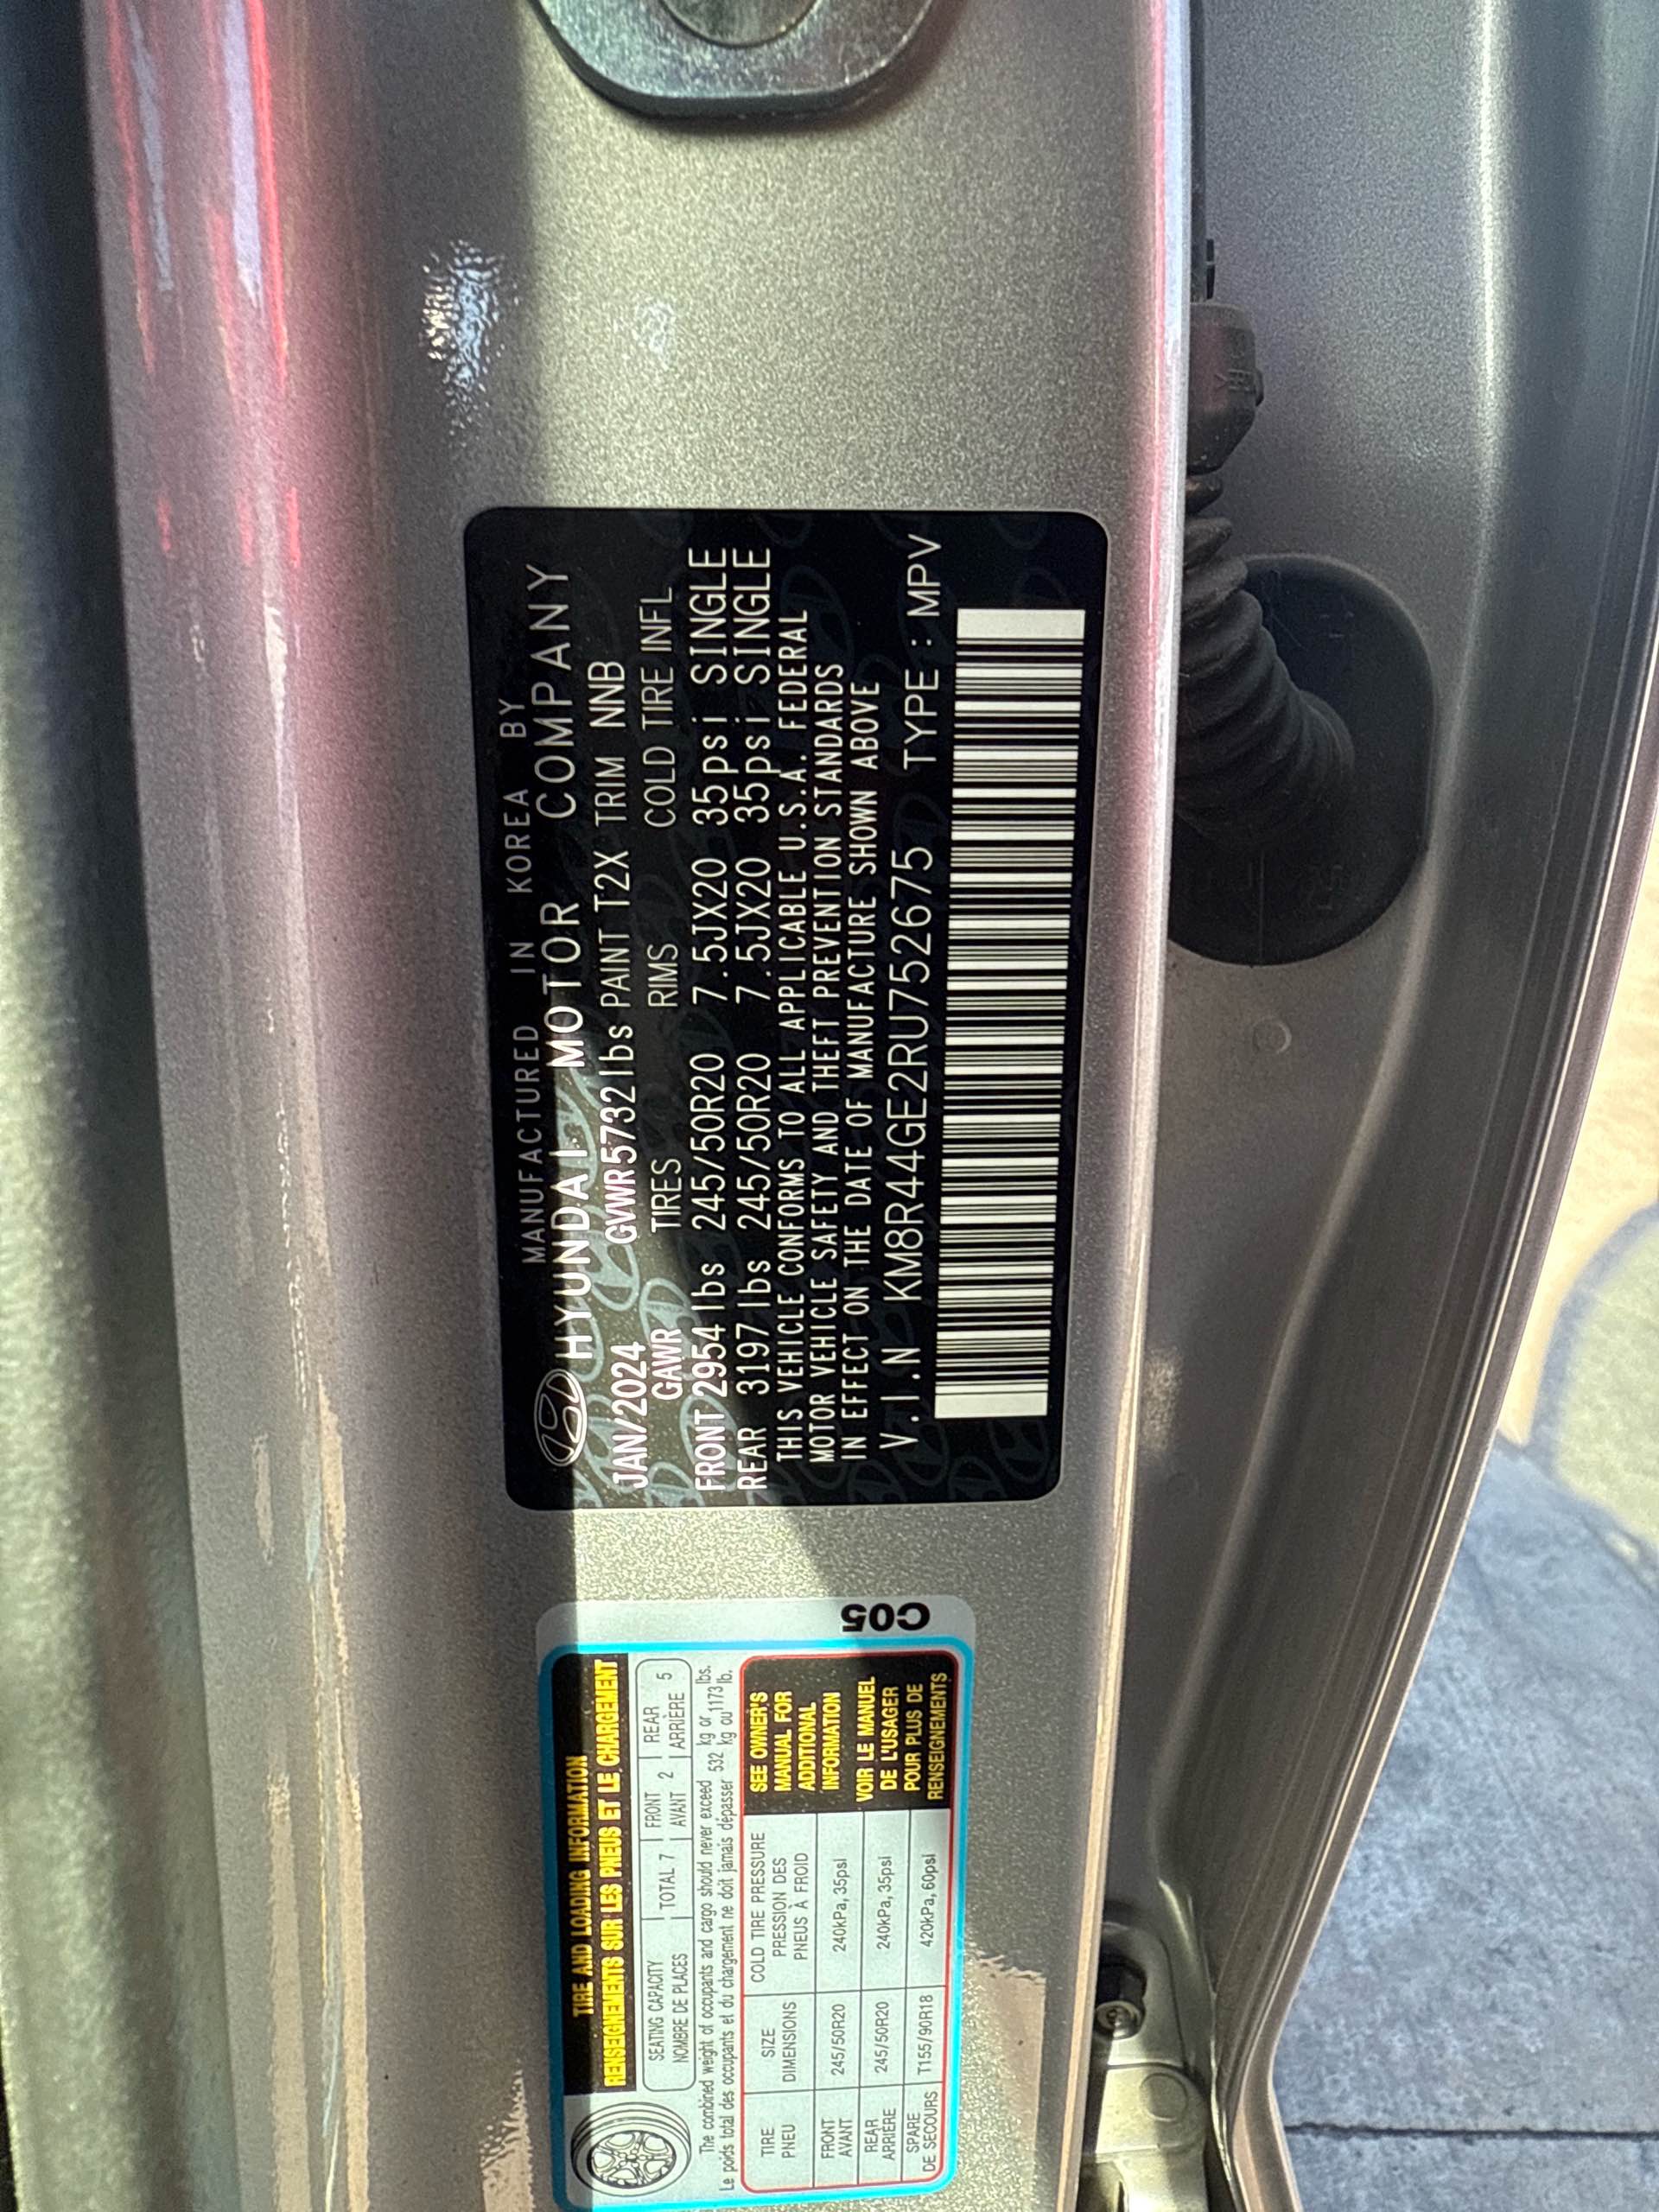 MANUFACTURED IN KOREA BY
HYUNDAI MOTOR COMPANY
JAN/2024 GVWR5732lbs PAINT T2X TRIM NNB
GAWR TIRES RIMS COLD TIRE INFL
FRONT 2954lbs 245/50R20 7.5JX20 35psi SINGLE
REAR 3197lbs 245/50R20 7.5JX20 35psi SINGLE
THIS VEHICLE CONFORMS TO ALL APPLICABLE U.S.A. FEDERAL
MOTOR VEHICLE SAFETY AND THEFT PREVENTION STANDARDS
IN EFFECT ON THE DATE OF MANUFACTURE SHOWN ABOVE
V.I.N KM8R44GE2RU752675 TYPE : MPV
TIRE AND LOADING INFORMATION
RENSEIGNEMENTS SUR LES PNEUS ET LE CHARGEMENT
SEATING CAPACITY
NOMBRE DE PLACES
TOTAL 7
FRONT
AVANT 2
REAR
ARRIÈRE 5
The combined weight of occupants and cargo should never exceed 532 kg or 1173 lbs.
Le poids total des occupants et du chargement ne doit jamais dépasser 532 kg ou 1173 lb.
TIRE
PNEU
SIZE
DIMENSIONS
COLD TIRE PRESSURE
PRESSION DES
PNEUS À FROID
FRONT
AVANT
245/50R20
240kPa, 35psi
REAR
ARRIÈRE
245/50R20
240kPa, 35psi
SPARE
DE SECOURS
T155/90R18
420kPa, 60psi
SEE OWNER'S
MANUAL FOR
ADDITIONAL
INFORMATION
VOIR LE MANUEL
DE L'USAGER
POUR PLUS DE
RENSEIGNEMENTS
C05